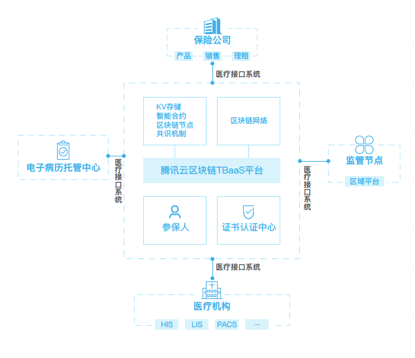 保险公司
产品 销售 理赔
医疗接口系统
KV存储
智能合约
区块链节点
共识机制
区块链网络
电子病历托管中心
医疗接口系统
腾讯云区块链TBaaS平台
医疗接口系统
监管节点
区域平台
参保人
证书认证中心
医疗接口系统
医疗机构
HIS LIS PACS ...